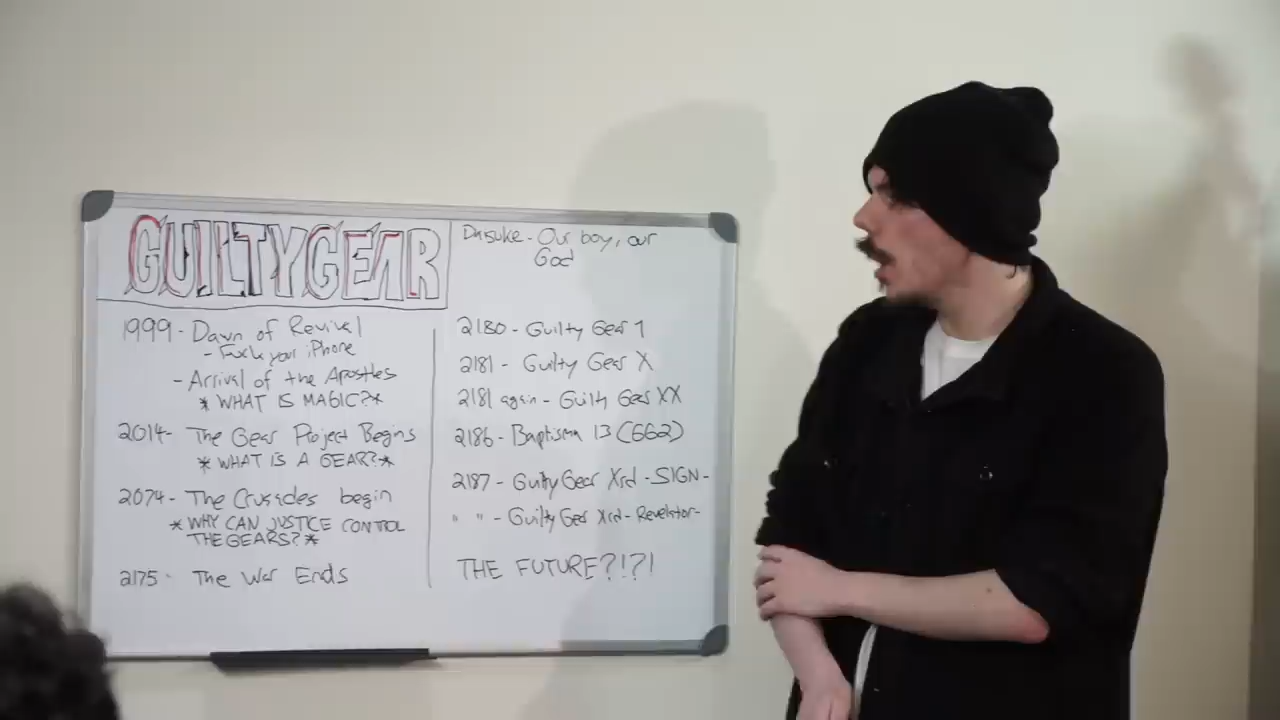 GUILTYGEAR
1999 - Dawn of Revival
- Fuck your iPhone
- Arrival of the Apostles
* WHAT IS MAGIC?*
2014- The Gear Project Begins
* WHAT IS A GEAR?*
2074 - The Crusades begin
* WHY CAN JUSTICE CONTROL
THE GEARS?*
2175 - The War Ends
Daisuke - Our boy, our
God
2180 - Guilty Gear 1
2181 - Guilty Gear X
2181 again - Guilty Gear XX
2186 - Baptisma 13 (GG2)
2187 - Guilty Gear Xrd -SIGN-
" " - Guilty Gear Xrd - Revelator-
THE FUTURE?!?!